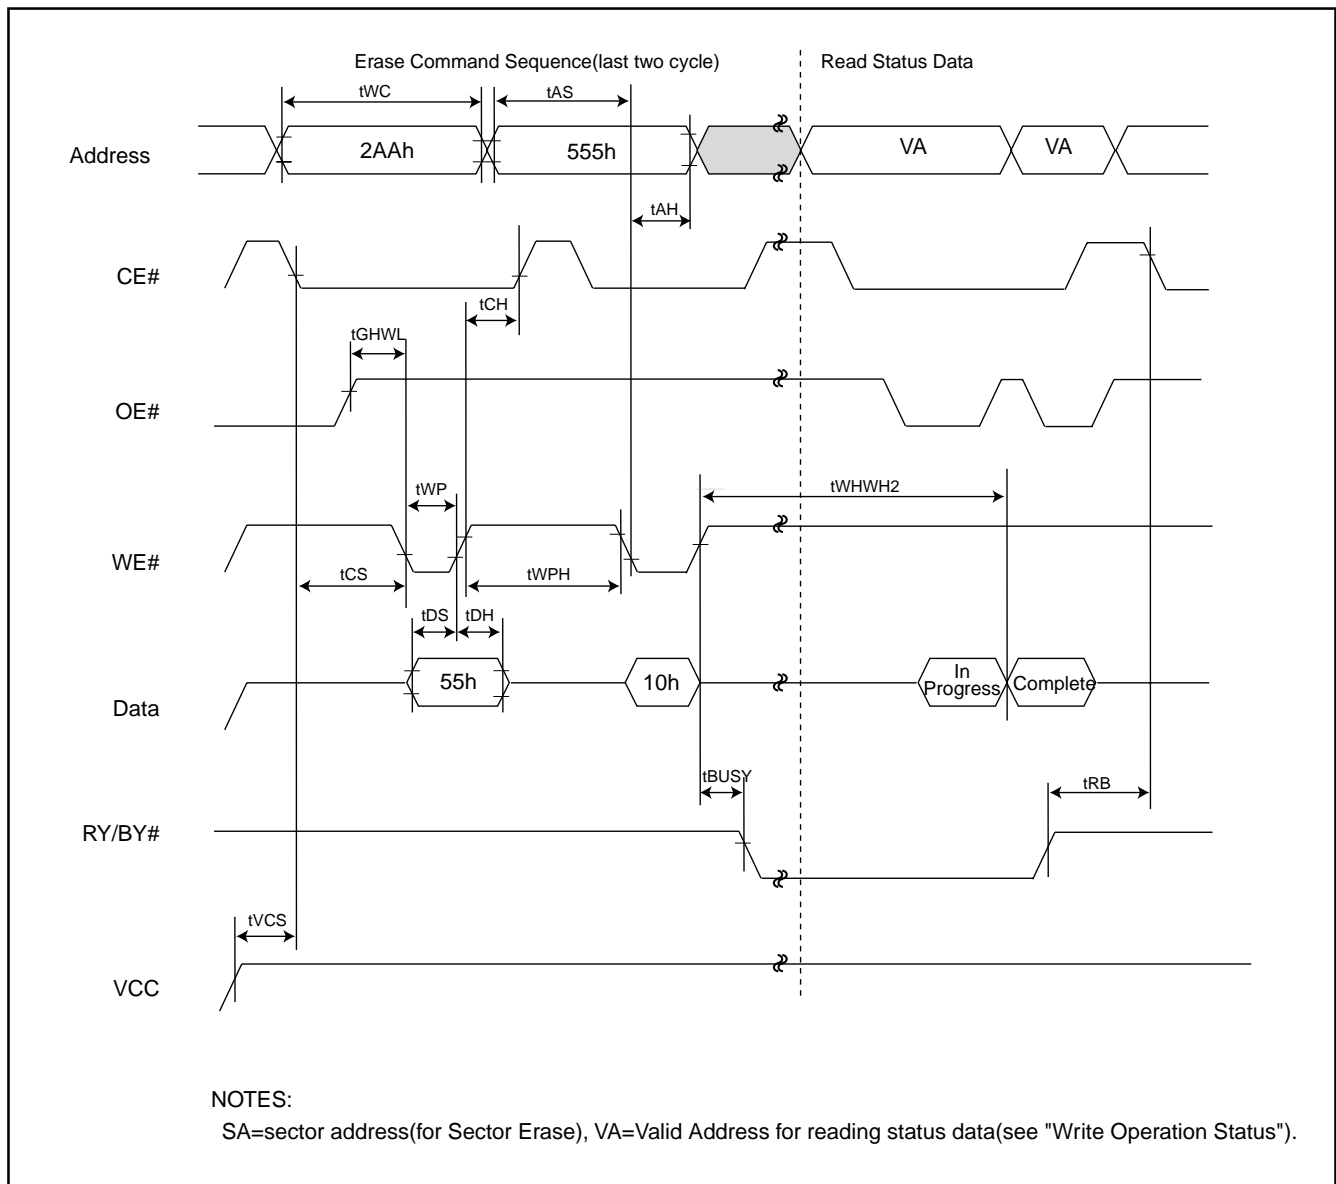 Erase Command Sequence(last two cycle)
Read Status Data
tWC
tAS
Address
2AAh
555h
VA
VA
tAH
CE#
tCH
tGHWL
OE#
tWP
tWHWH2
WE#
tCS
tWPH
tDS
tDH
55h
10h
In
Progress
Complete
Data
tBUSY
tRB
RY/BY#
tVCS
VCC
NOTES:
SA=sector address(for Sector Erase), VA=Valid Address for reading status data(see "Write Operation Status").